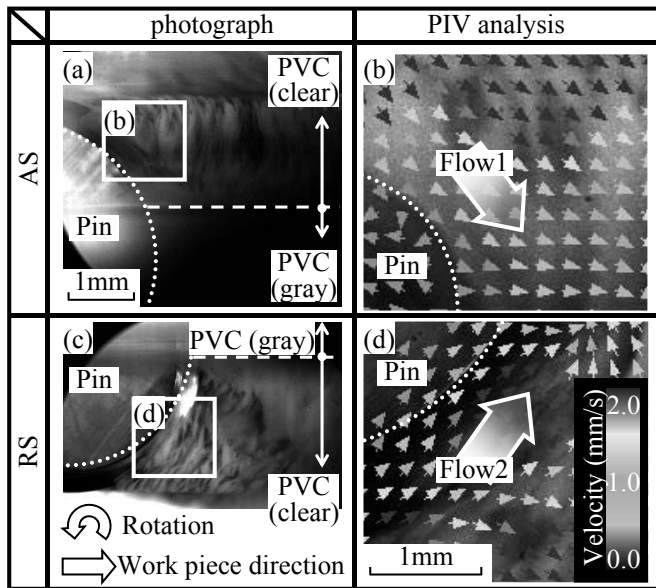 photograph
PIV analysis
AS
(a)
PVC
(clear)
(b)
Pin
1mm
PVC
(gray)
(b)
Flow1
Pin
RS
(c)
PVC (gray)
Pin
(d)
PVC
(clear)
Rotation
Work piece direction
(d)
Pin
Flow2
1mm
Velocity (mm/s)
2.0
1.0
0.0